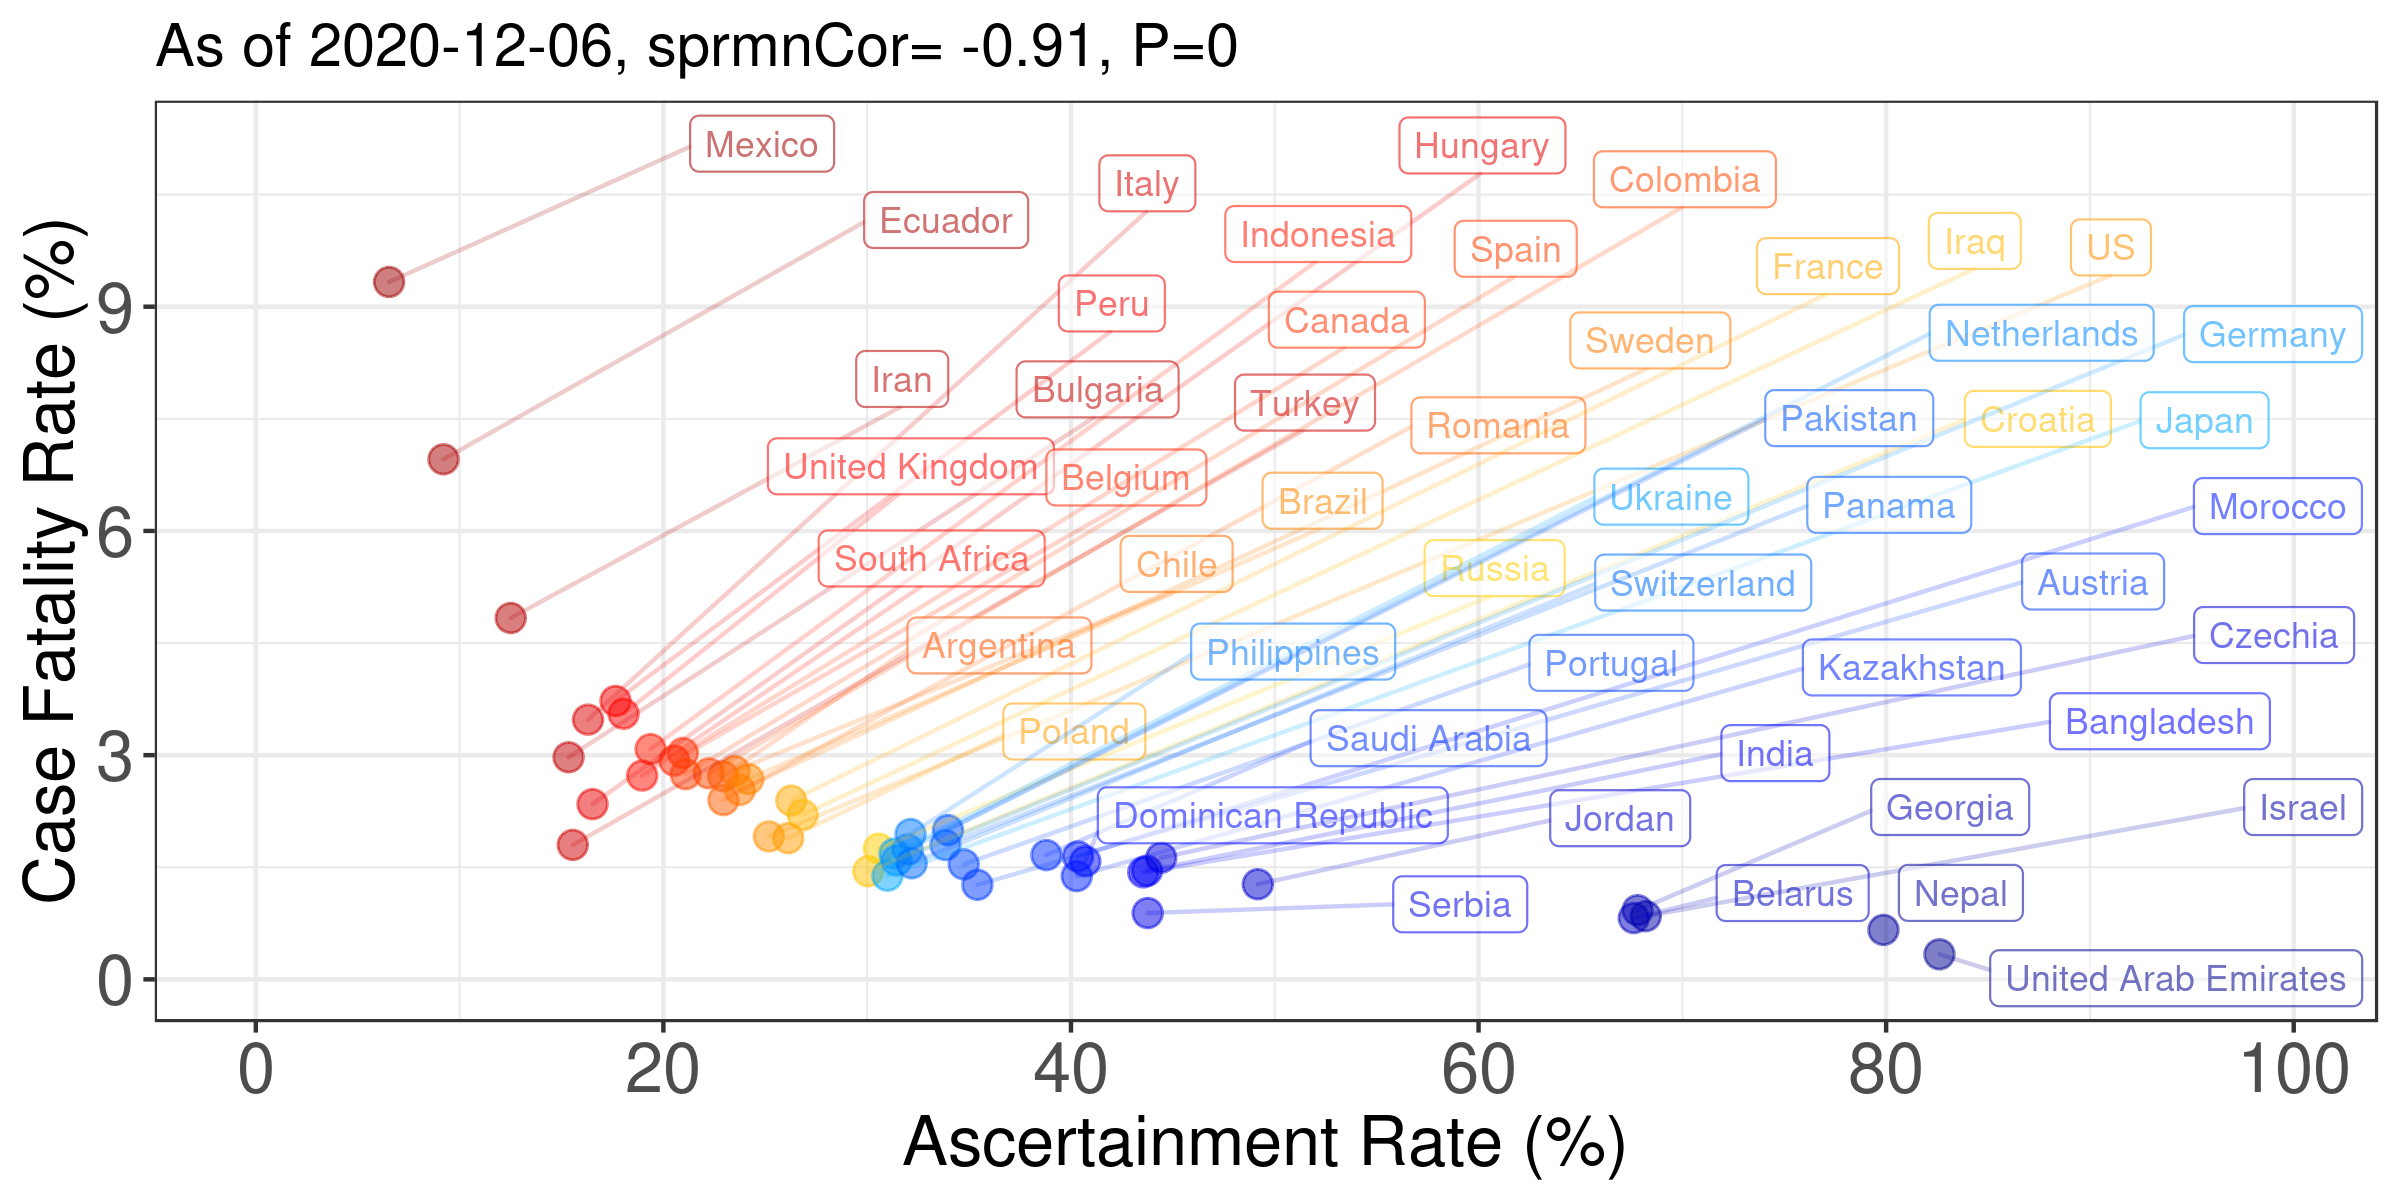 As of 2020-12-06, sprmnCor= -0.91, P=0
Case Fatality Rate (%)
9
6
3
0
Mexico
Hungary
Italy
Colombia
Ecuador
Indonesia
Spain
Iraq
US
France
Peru
Canada
Netherlands
Germany
Sweden
Iran
Bulgaria
Turkey
Romania
Pakistan
Croatia
Japan
United Kingdom
Belgium
Brazil
Ukraine
Panama
Morocco
South Africa
Chile
Russia
Switzerland
Austria
Argentina
Philippines
Portugal
Kazakhstan
Czechia
Poland
Saudi Arabia
India
Bangladesh
Dominican Republic
Jordan
Georgia
Israel
Serbia
Belarus
Nepal
United Arab Emirates
0
20
40
60
80
100
Ascertainment Rate (%)